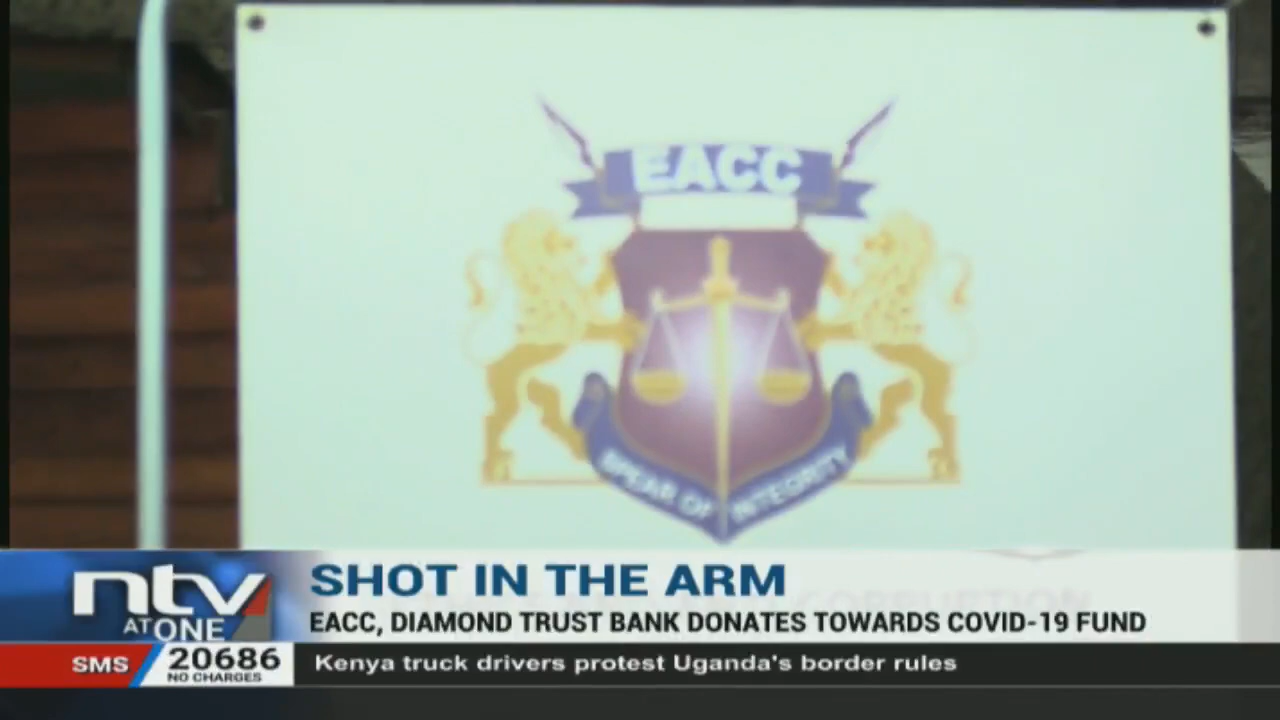 EACC
SPEAR OF INTEGRITY
CORRUPTION
ntv
AT ONE
SHOT IN THE ARM
EACC, DIAMOND TRUST BANK DONATES TOWARDS COVID-19 FUND
SMS
20686
NO CHARGES
Kenya truck drivers protest Uganda's border rules